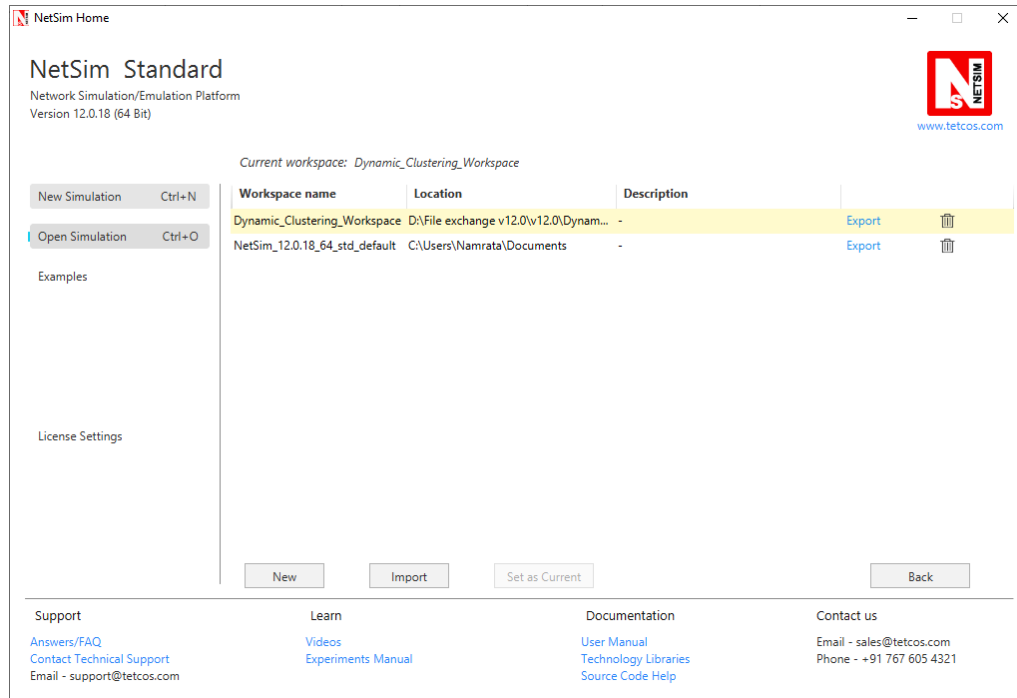 NetSim Home
NetSim Standard
Network Simulation/Emulation Platform
Version 12.0.18 (64 Bit)
NETSIM
NS
www.tetcos.com
Current workspace: Dynamic_Clustering_Workspace
New Simulation Ctrl+N
Open Simulation Ctrl+O
Examples
License Settings
Workspace name Location Description
Dynamic_Clustering_Workspace D:\File exchange v12.0\v12.0\Dynam... - Export
NetSim_12.0.18_64_std_default C:\Users\Namrata\Documents - Export
New Import Set as Current Back
Support
Answers/FAQ
Contact Technical Support
Email - support@tetcos.com
Learn
Videos
Experiments Manual
Documentation
User Manual
Technology Libraries
Source Code Help
Contact us
Email - sales@tetcos.com
Phone - +91 767 605 4321